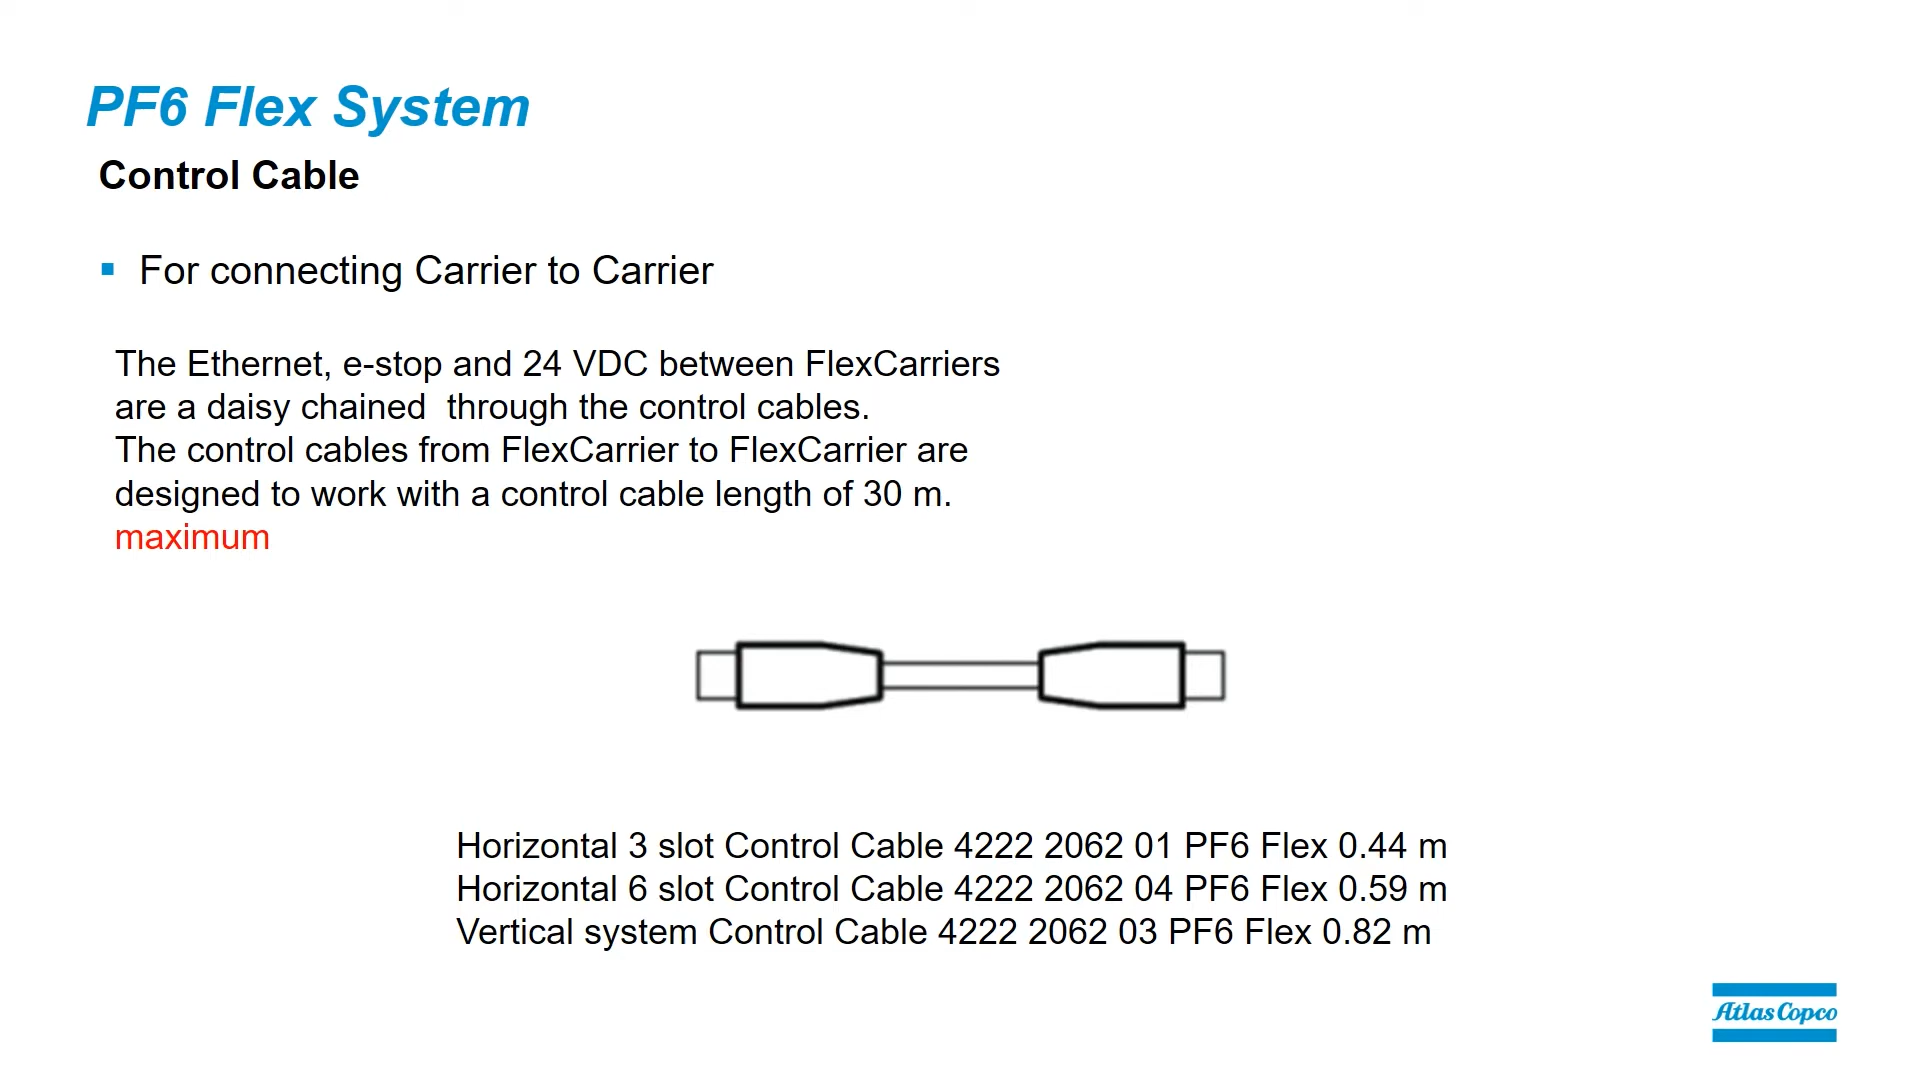 PF6 Flex System
Control Cable
▪ For connecting Carrier to Carrier
The Ethernet, e-stop and 24 VDC between FlexCarriers
are a daisy chained  through the control cables.
The control cables from FlexCarrier to FlexCarrier are
designed to work with a control cable length of 30 m.
maximum
Horizontal 3 slot Control Cable 4222 2062 01 PF6 Flex 0.44 m
Horizontal 6 slot Control Cable 4222 2062 04 PF6 Flex 0.59 m
Vertical system Control Cable 4222 2062 03 PF6 Flex 0.82 m
Atlas Copco